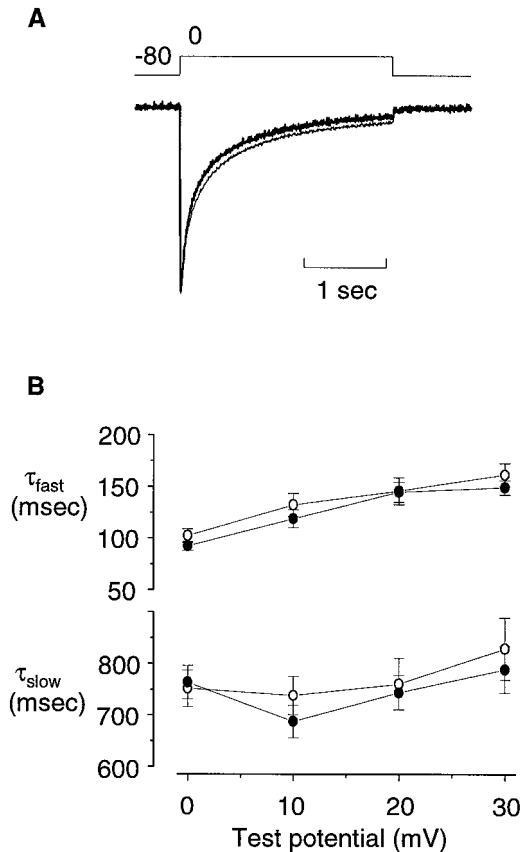 A
0
-80
1 sec
B
200
150
100
50
τfast
(msec)
800
700
600
τslow
(msec)
0 10 20 30
Test potential (mV)